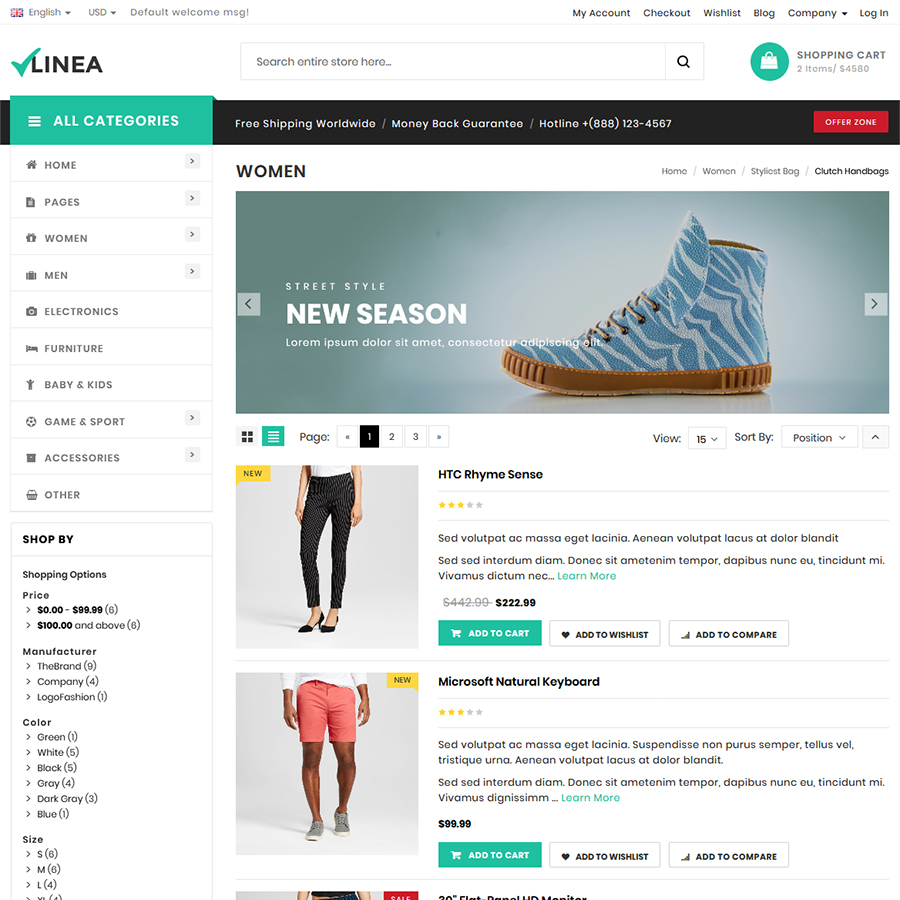 English USD Default welcome msg! My Account Checkout Wishlist Blog Company Log In
LINEA
Search entire store here...
SHOPPING CART
2 Items/ $4580
ALL CATEGORIES
Free Shipping Worldwide / Money Back Guarantee / Hotline +(888) 123-4567
OFFER ZONE
HOME
PAGES
WOMEN
MEN
ELECTRONICS
FURNITURE
BABY & KIDS
GAME & SPORT
ACCESSORIES
OTHER
SHOP BY
Shopping Options
Price
$0.00 - $99.99 (6)
$100.00 and above (6)
Manufacturer
TheBrand (9)
Company (4)
LogoFashion (1)
Color
Green (1)
White (5)
Black (5)
Gray (4)
Dark Gray (3)
Blue (1)
Size
S (6)
M (6)
L (4)
XL (4)
WOMEN
Home / Women / Styliest Bag / Clutch Handbags
STREET STYLE
NEW SEASON
Lorem ipsum dolor sit amet, consectetur adipiscing elit.
Page: « 1 2 3 »
View: 15 Sort By: Position
NEW
HTC Rhyme Sense
Sed volutpat ac massa eget lacinia. Aenean volutpat lacus at dolor blandit
Sed sed interdum diam. Donec sit ametenim tempor, dapibus nunc eu, tincidunt mi.
Vivamus dictum nec... Learn More
$442.99 $222.99
ADD TO CART ADD TO WISHLIST ADD TO COMPARE
NEW
Microsoft Natural Keyboard
Sed volutpat ac massa eget lacinia. Suspendisse non purus semper, tellus vel,
tristique urna. Aenean volutpat lacus at dolor blandit.
Sed sed interdum diam. Donec sit ametenim tempor, dapibus nunc eu, tincidunt mi.
Vivamus dignissimm ... Learn More
$99.99
ADD TO CART ADD TO WISHLIST ADD TO COMPARE
SALE
30" Flat-Panel HD Monitor